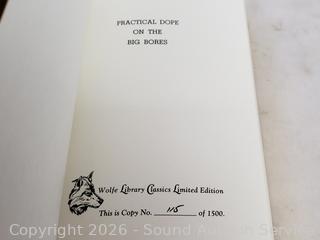 PRACTICAL DOPE
ON THE
BIG BORES
Wolfe Library Classics Limited Edition
This is Copy No. 115 of 1500.
Copyright 2026 - Sound Auction Service